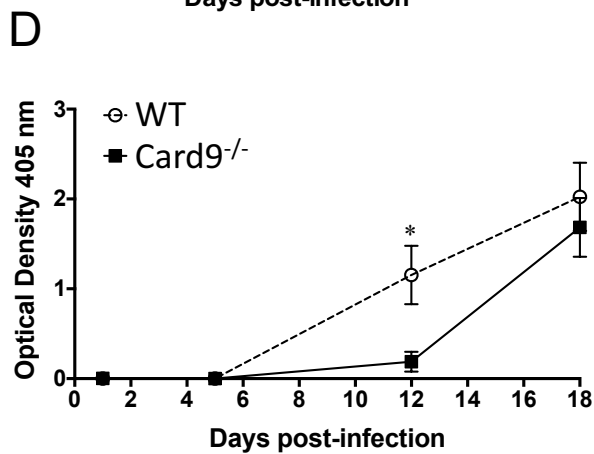 Days post-infection
D
WT
Card9-/-
Optical Density 405 nm
3
2
1
0
*
0 2 4 6 8 10 12 14 16 18
Days post-infection